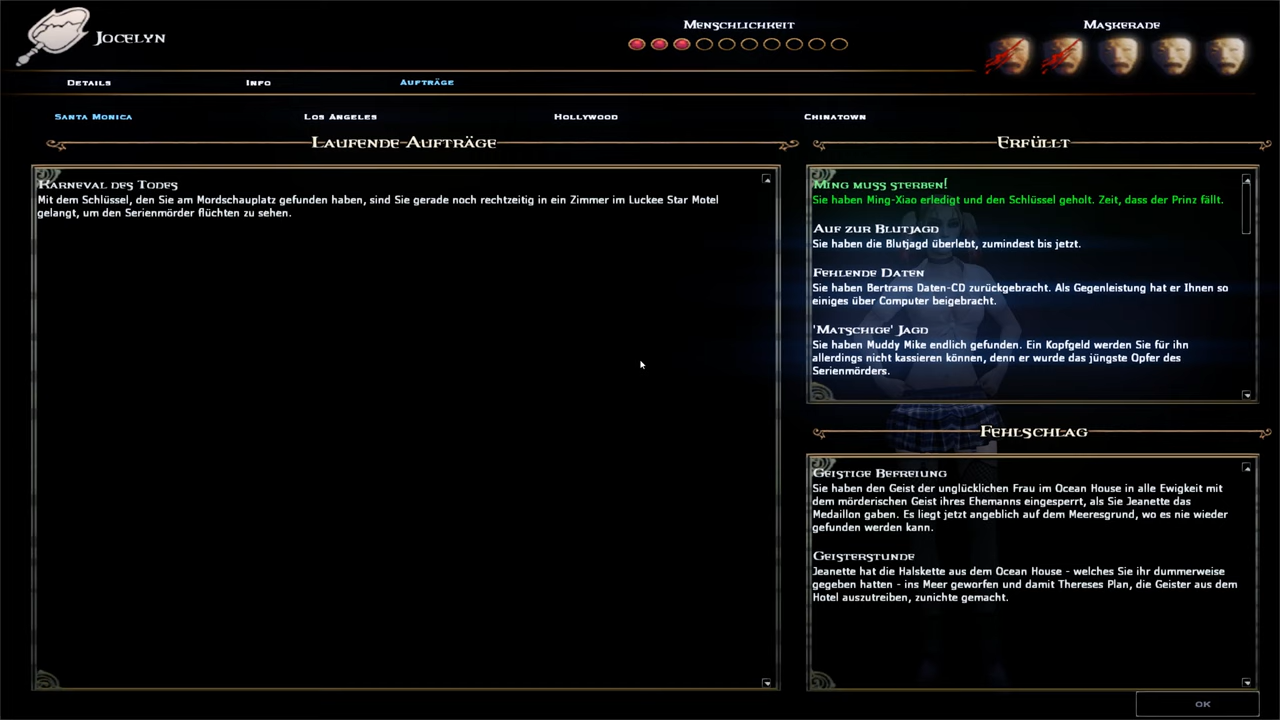 Jocelyn
Menschlichkeit
Maskerade
Details
Info
Aufträge
Santa Monica
Los Angeles
Hollywood
Chinatown
Laufende Aufträge
Karneval des Todes
Mit dem Schlüssel, den Sie am Mordschauplatz gefunden haben, sind Sie gerade noch rechtzeitig in ein Zimmer im Luckee Star Motel
gelangt, um den Serienmörder flüchten zu sehen.
Erfüllt
Ming muss sterben!
Sie haben Ming-Xiao erledigt und den Schlüssel geholt. Zeit, dass der Prinz fällt.
Auf zur Blutjagd
Sie haben die Blutjagd überlebt, zumindest bis jetzt.
Fehlende Daten
Sie haben Bertrams Daten-CD zurückgebracht. Als Gegenleistung hat er Ihnen so
einiges über Computer beigebracht.
'Matschige' Jagd
Sie haben Muddy Mike endlich gefunden. Ein Kopfgeld werden Sie für ihn
allerdings nicht kassieren können, denn er wurde das jüngste Opfer des
Serienmörders.
Fehlschlag
Geistige Befreiung
Sie haben den Geist der unglücklichen Frau im Ocean House in alle Ewigkeit mit
dem mörderischen Geist ihres Ehemanns eingesperrt, als Sie Jeanette das
Medaillon gaben. Es liegt jetzt angeblich auf dem Meeresgrund, wo es nie wieder
gefunden werden kann.
Geisterstunde
Jeanette hat die Halskette aus dem Ocean House - welches Sie ihr dummerweise
gegeben hatten - ins Meer geworfen und damit Thereses Plan, die Geister aus dem
Hotel auszutreiben, zunichte gemacht.
OK